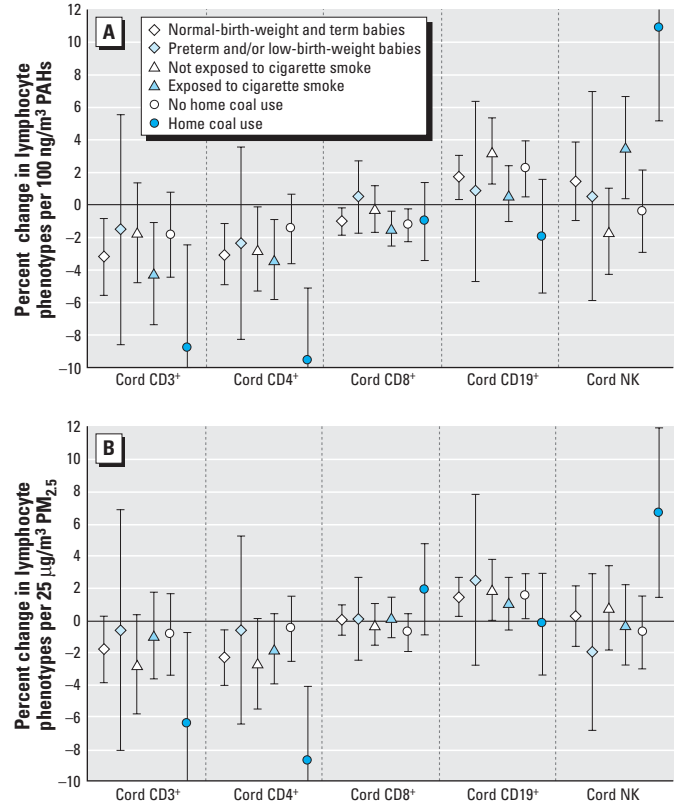 A
Normal-birth-weight and term babies
Preterm and/or low-birth-weight babies
Not exposed to cigarette smoke
Exposed to cigarette smoke
No home coal use
Home coal use
Percent change in lymphocyte
phenotypes per 100 ng/m³ PAHs
12
10
8
6
4
2
0
−2
−4
−6
−8
−10
Cord CD3⁺ Cord CD4⁺ Cord CD8⁺ Cord CD19⁺ Cord NK
B
Percent change in lymphocyte
phenotypes per 25 µg/m³ PM₂.₅
12
10
8
6
4
2
0
−2
−4
−6
−8
−10
Cord CD3⁺ Cord CD4⁺ Cord CD8⁺ Cord CD19⁺ Cord NK